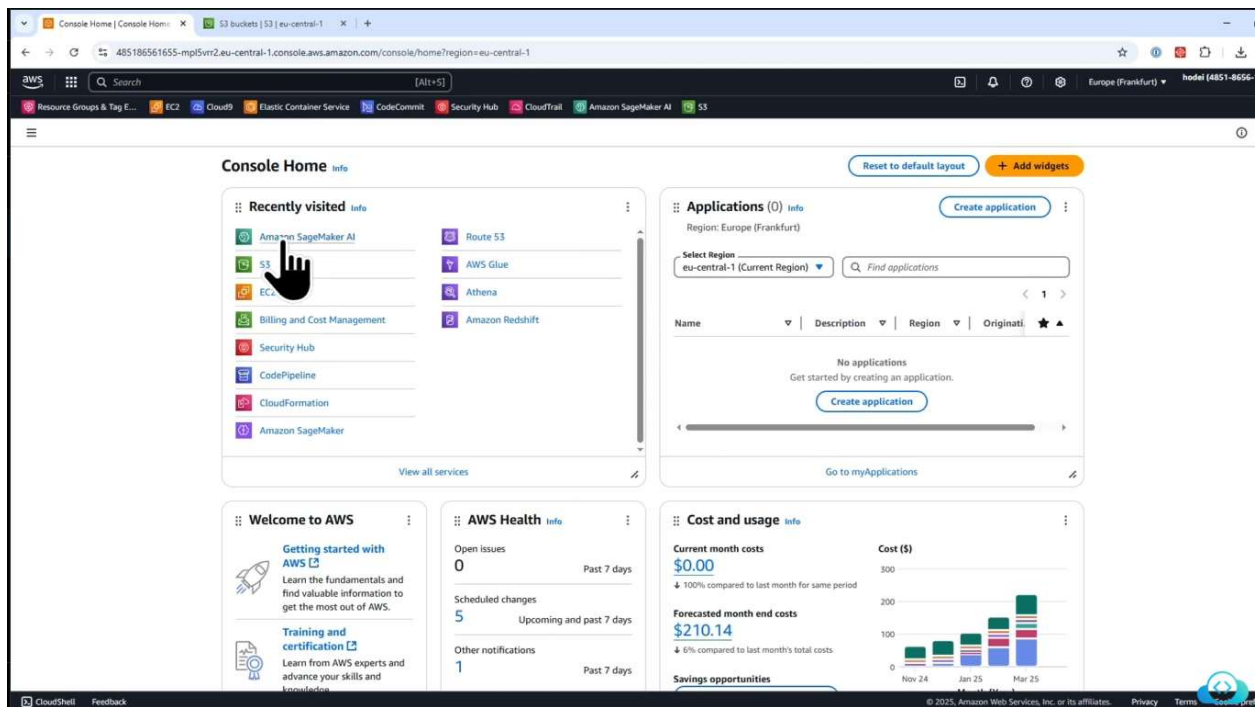 Console Home | Console Home
S3 buckets | S3 | eu-central-1
485186561655-mpl5vrr2.eu-central-1.console.aws.amazon.com/console/home?region=eu-central-1
aws
Search
[Alt+S]
Europe (Frankfurt)
hodei (4851-8656-
Resource Groups & Tag E...
EC2
Cloud9
Elastic Container Service
CodeCommit
Security Hub
CloudTrail
Amazon SageMaker AI
S3
Console Home Info
Reset to default layout
+ Add widgets
Recently visited Info
Amazon SageMaker AI
S3
EC2
Billing and Cost Management
Security Hub
CodePipeline
CloudFormation
Amazon SageMaker
Route 53
AWS Glue
Athena
Amazon Redshift
View all services
Applications (0) Info
Create application
Region: Europe (Frankfurt)
Select Region
eu-central-1 (Current Region)
Find applications
1
Name
Description
Region
Originati
No applications
Get started by creating an application.
Create application
Go to myApplications
Welcome to AWS
Getting started with
AWS
Learn the fundamentals and
find valuable information to
get the most out of AWS.
Training and
certification
Learn from AWS experts and
advance your skills and
knowledge
AWS Health Info
Open issues
0
Past 7 days
Scheduled changes
5
Upcoming and past 7 days
Other notifications
1
Past 7 days
Cost and usage Info
Current month costs
$0.00
100% compared to last month for same period
Forecasted month end costs
$210.14
6% compared to last month's total costs
Savings opportunities
Cost ($)
300
200
100
0
Nov 24
Jan 25
Mar 25
CloudShell
Feedback
© 2025, Amazon Web Services, Inc. or its affiliates.
Privacy
Terms